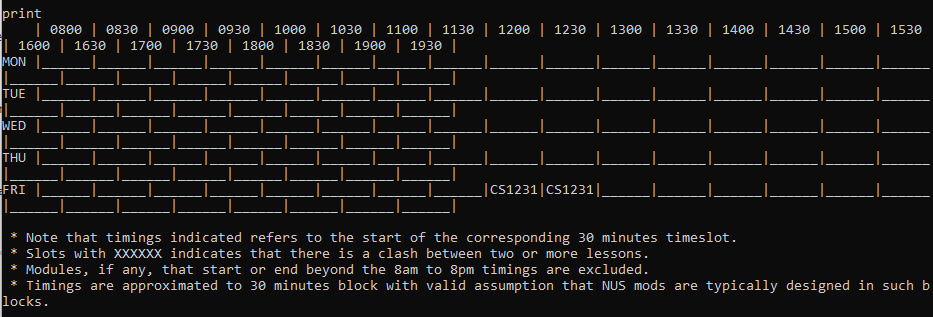 print
     | 0800 | 0830 | 0900 | 0930 | 1000 | 1030 | 1100 | 1130 | 1200 | 1230 | 1300 | 1330 | 1400 | 1430 | 1500 | 1530
| 1600 | 1630 | 1700 | 1730 | 1800 | 1830 | 1900 | 1930 |
MON |______|______|______|______|______|______|______|______|______|______|______|______|______|______|______|______
|______|______|______|______|______|______|______|______|
TUE |______|______|______|______|______|______|______|______|______|______|______|______|______|______|______|______
|______|______|______|______|______|______|______|______|
WED |______|______|______|______|______|______|______|______|______|______|______|______|______|______|______|______
|______|______|______|______|______|______|______|______|
THU |______|______|______|______|______|______|______|______|______|______|______|______|______|______|______|______
|______|______|______|______|______|______|______|______|
FRI |______|______|______|______|______|______|______|______|CS1231|CS1231|______|______|______|______|______|______
|______|______|______|______|______|______|______|______|
 * Note that timings indicated refers to the start of the corresponding 30 minutes timeslot.
 * Slots with XXXXXX indicates that there is a clash between two or more lessons.
 * Modules, if any, that start or end beyond the 8am to 8pm timings are excluded.
 * Timings are approximated to 30 minutes block with valid assumption that NUS mods are typically designed in such b
locks.